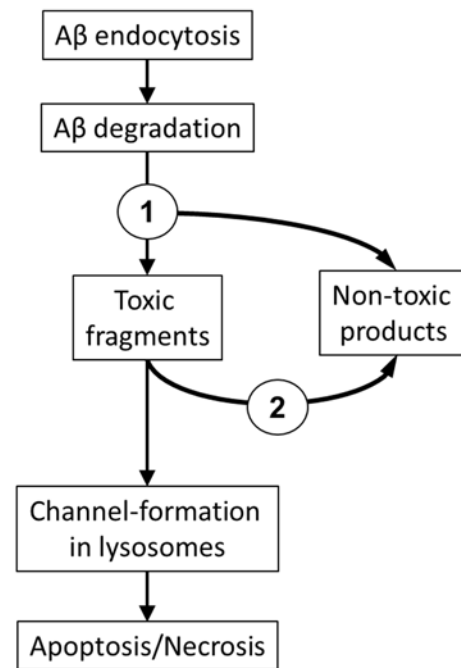 Aβ endocytosis
Aβ degradation
1
Toxic
fragments
Non-toxic
products
2
Channel-formation
in lysosomes
Apoptosis/Necrosis